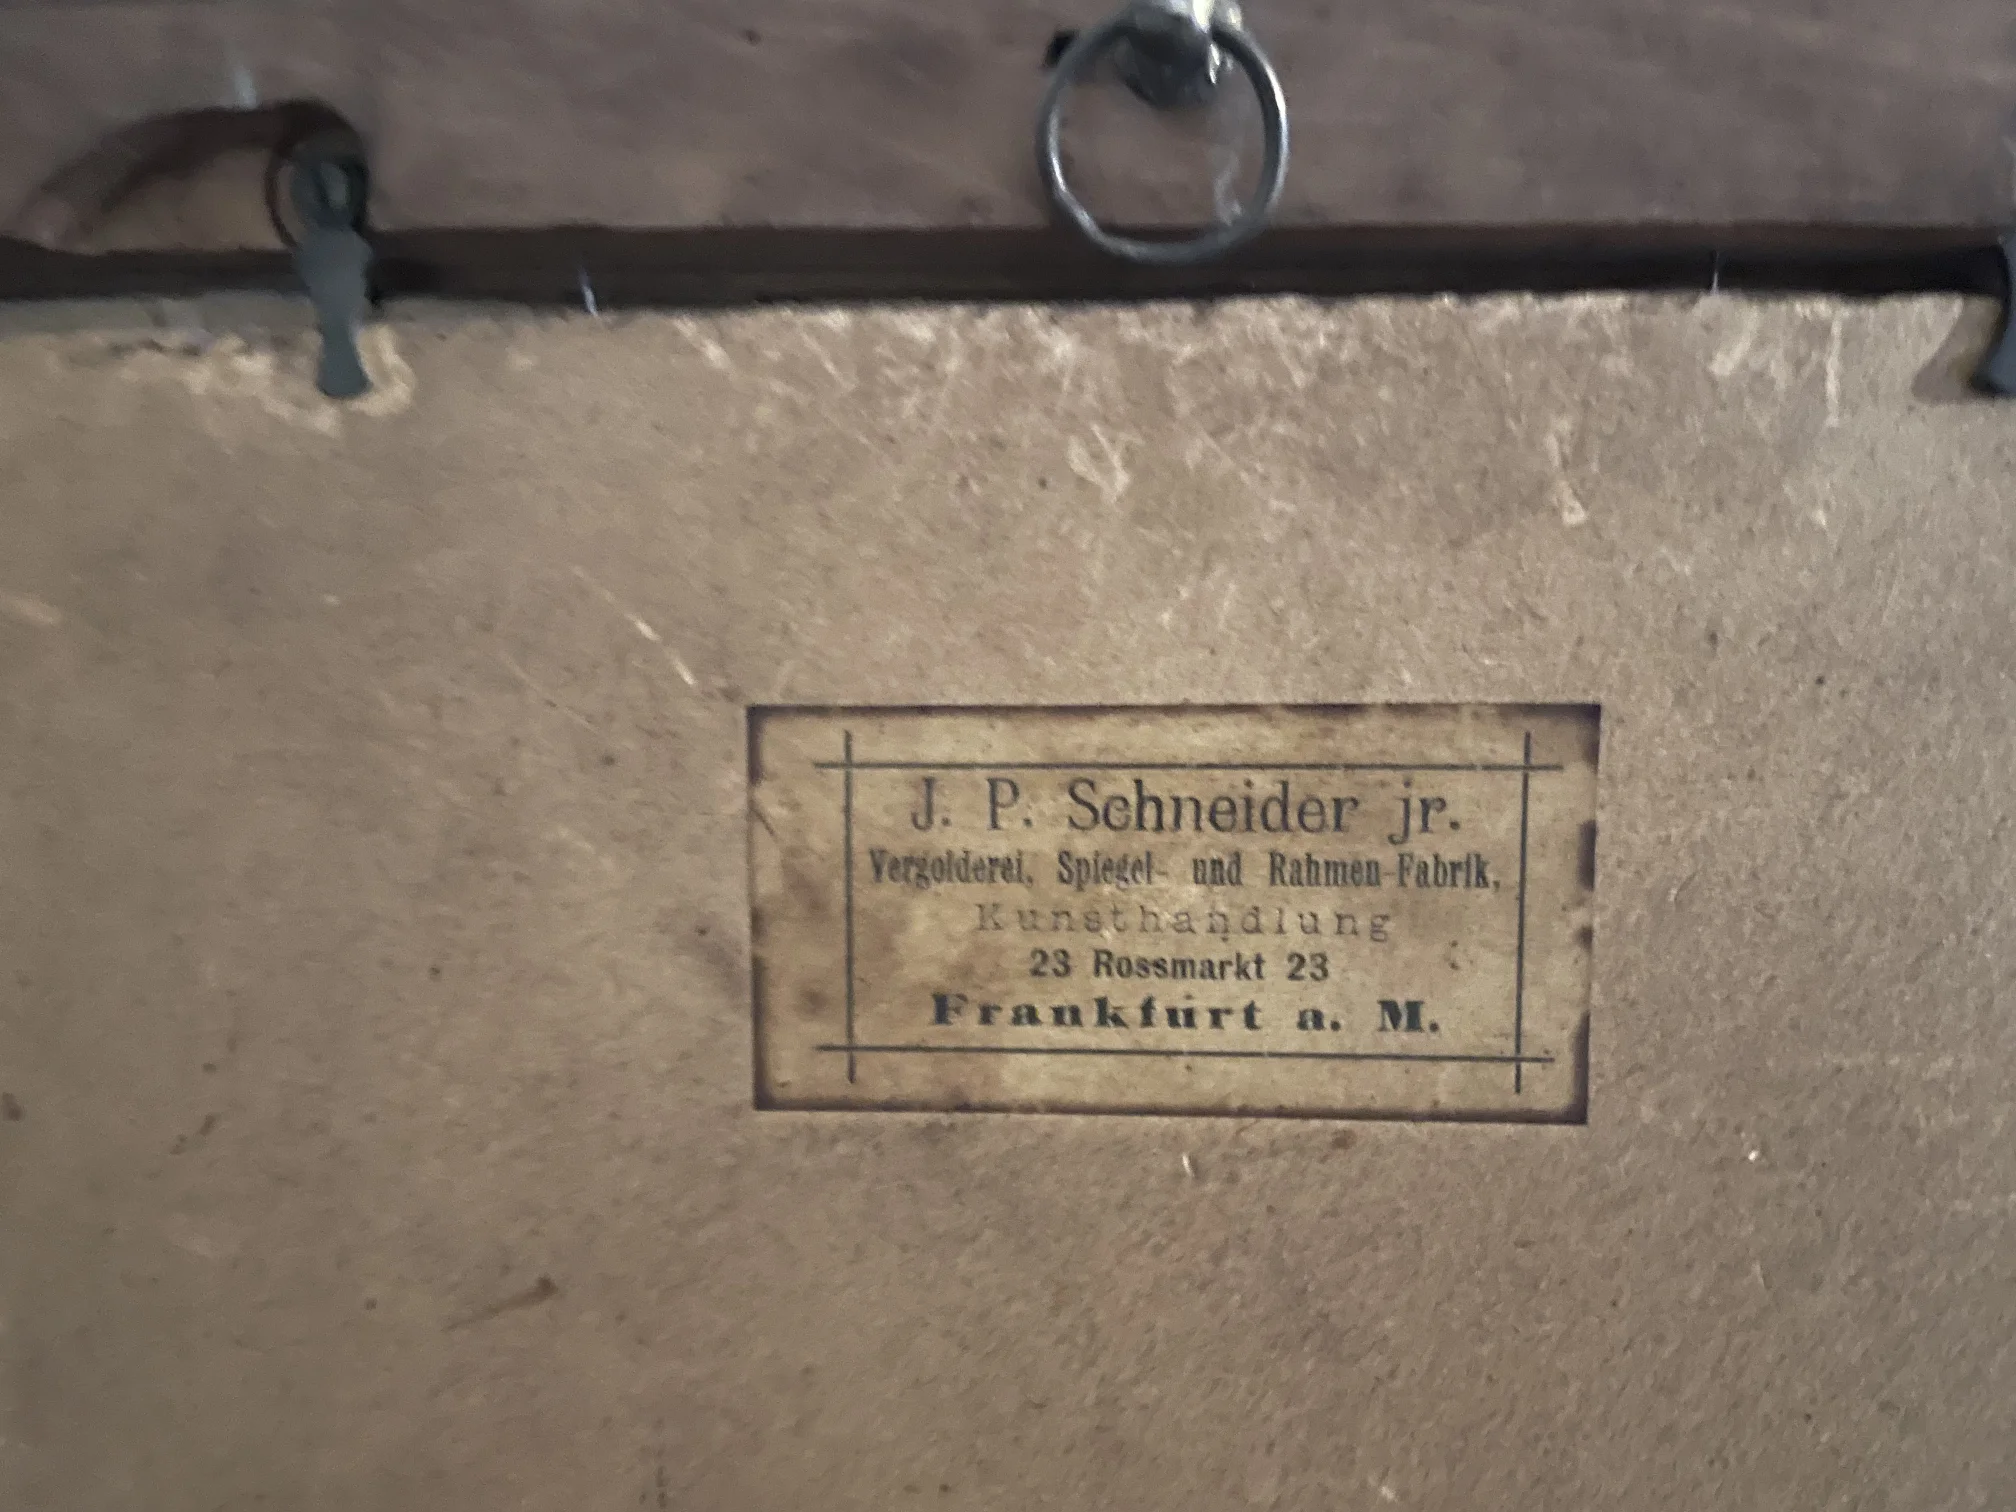 J. P. Schneider jr.
Vergolderei, Spiegel- und Rahmen-Fabrik,
Kunsthandlung
23 Rossmarkt 23
Frankfurt a. M.